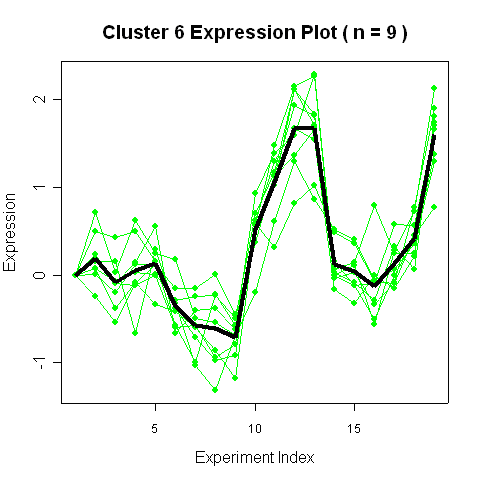 Cluster 6 Expression Plot ( n = 9 )
Expression
2
1
0
-1
5
10
15
Experiment Index